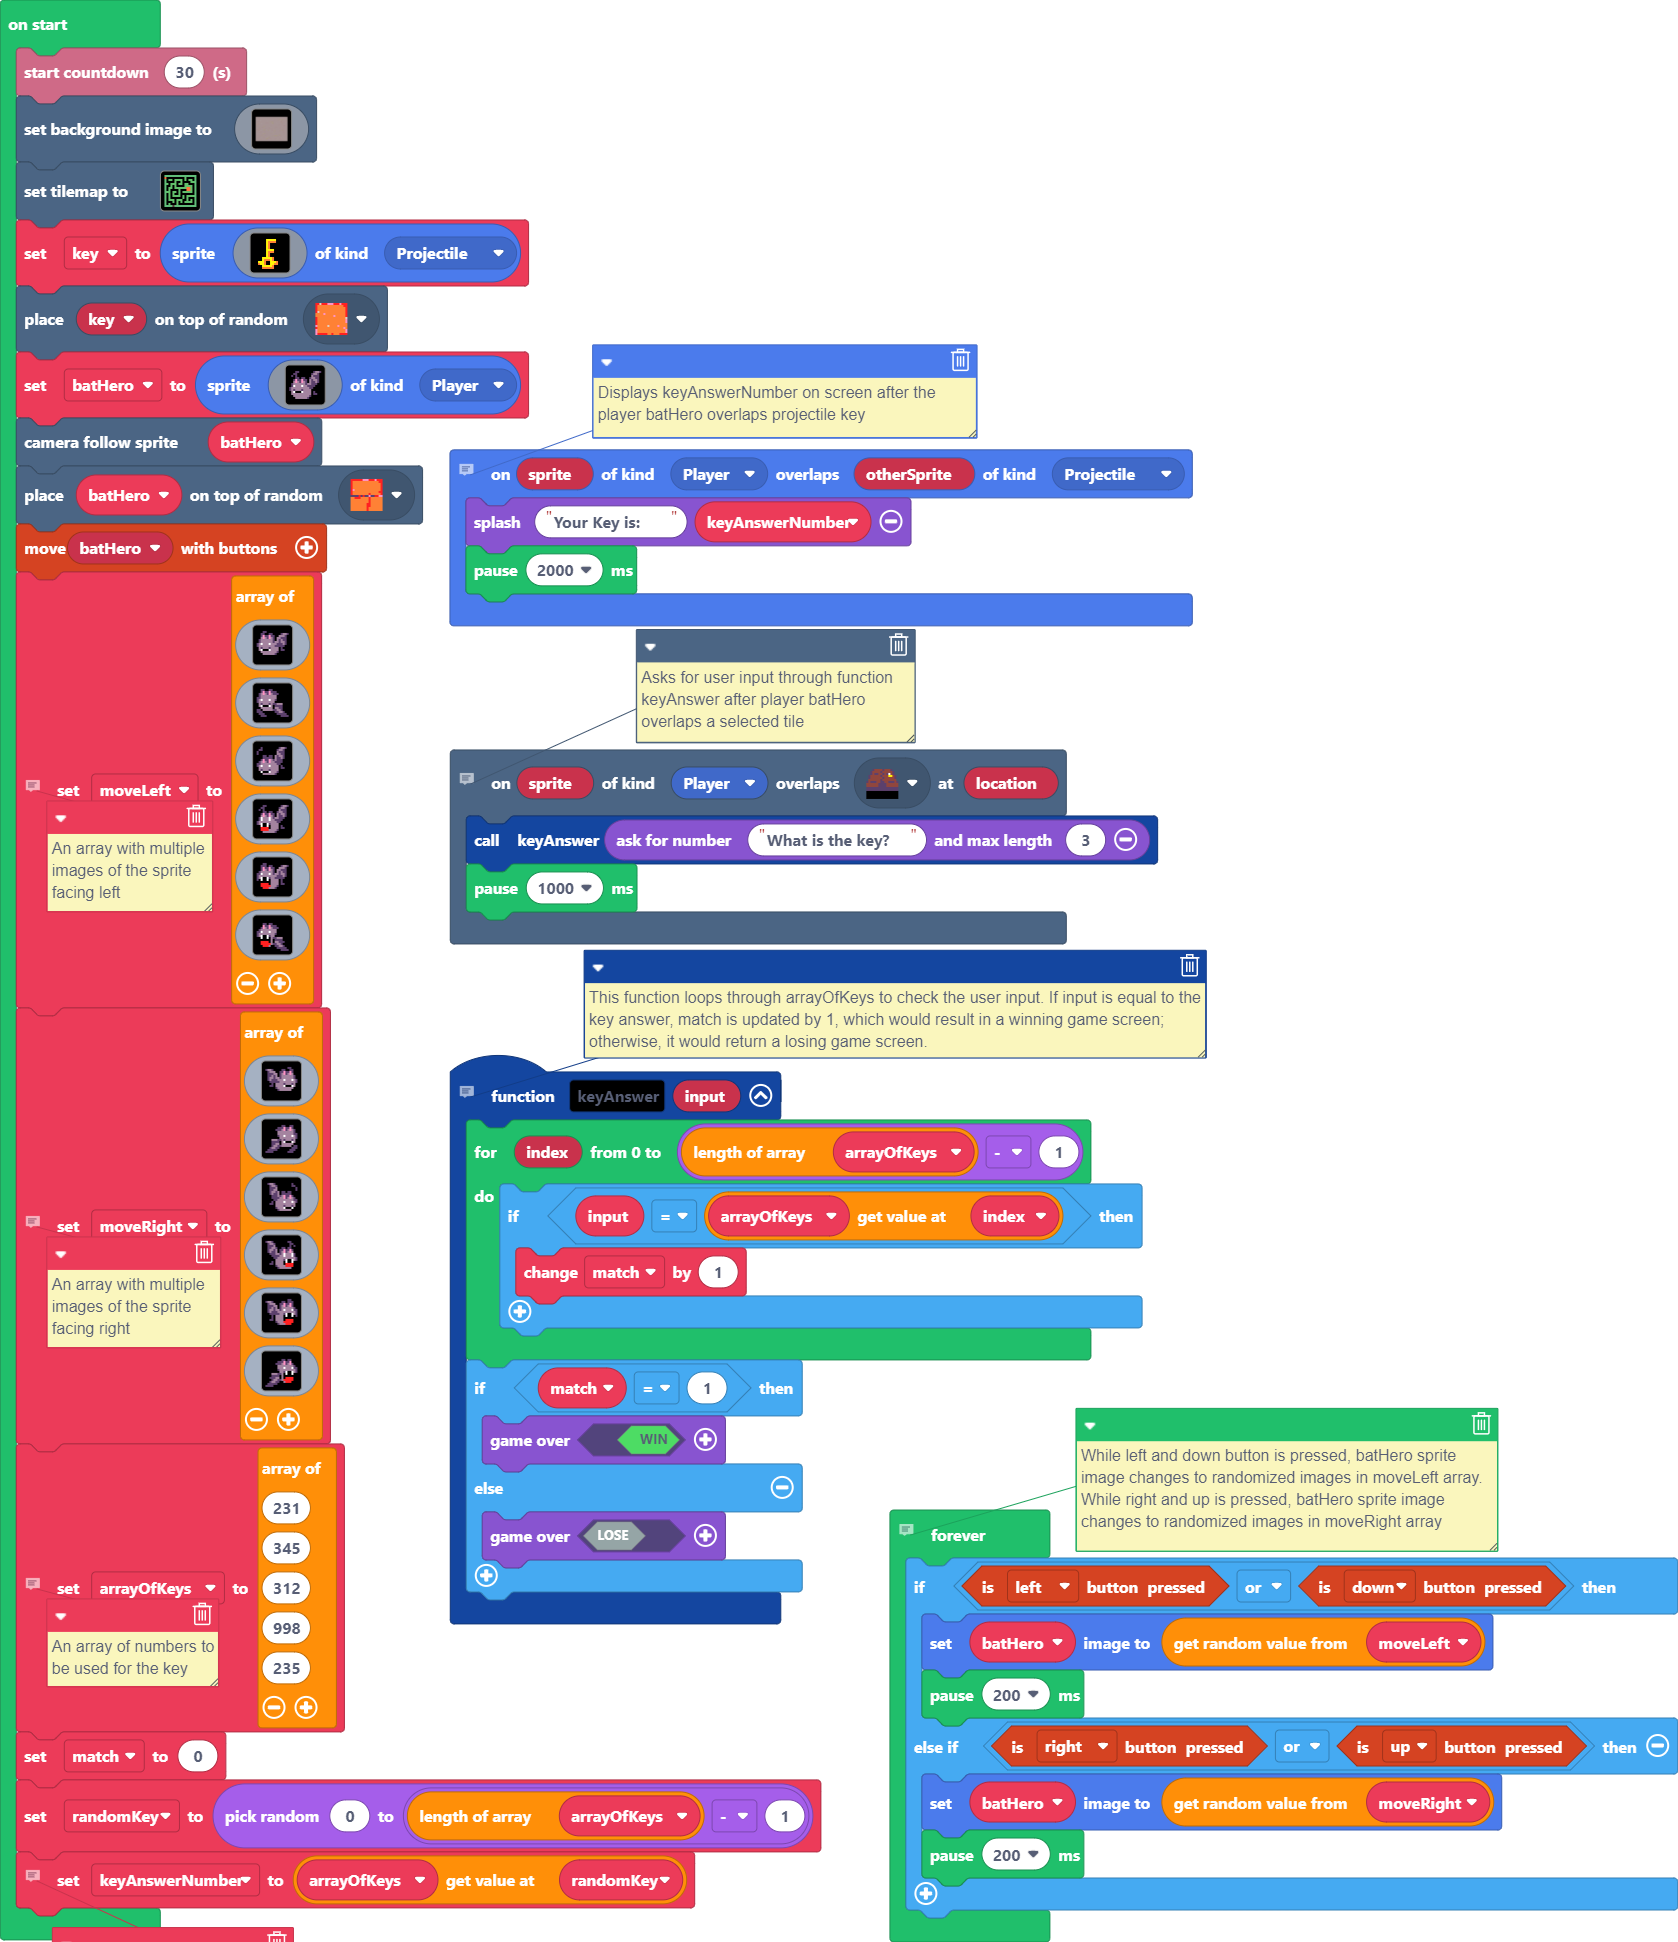 on start
start countdown 30 (s)
set background image to
set tilemap to
set key to sprite of kind Projectile
place key on top of random
set batHero to sprite of kind Player
camera follow sprite batHero
place batHero on top of random
move batHero with buttons
array of
set moveLeft to
An array with multiple
images of the sprite
facing left
array of
set moveRight to
An array with multiple
images of the sprite
facing right
array of
231
345
312
998
235
set arrayOfKeys to
An array of numbers to
be used for the key
set match to 0
set randomKey to pick random 0 to length of array arrayOfKeys - 1
set keyAnswerNumber to arrayOfKeys get value at randomKey
Displays keyAnswerNumber on screen after the
player batHero overlaps projectile key
on sprite of kind Player overlaps otherSprite of kind Projectile
splash "Your Key is: " keyAnswerNumber
pause 2000 ms
Asks for user input through function
keyAnswer after player batHero
overlaps a selected tile
on sprite of kind Player overlaps at location
call keyAnswer ask for number "What is the key? " and max length 3
pause 1000 ms
This function loops through arrayOfKeys to check the user input. If input is equal to the
key answer, match is updated by 1, which would result in a winning game screen;
otherwise, it would return a losing game screen.
function keyAnswer input
for index from 0 to length of array arrayOfKeys - 1
do
if input = arrayOfKeys get value at index then
change match by 1
if match = 1 then
game over WIN
else
game over LOSE
While left and down button is pressed, batHero sprite
image changes to randomized images in moveLeft array.
While right and up is pressed, batHero sprite image
changes to randomized images in moveRight array
forever
if is left button pressed or is down button pressed then
set batHero image to get random value from moveLeft
pause 200 ms
else if is right button pressed or is up button pressed then
set batHero image to get random value from moveRight
pause 200 ms